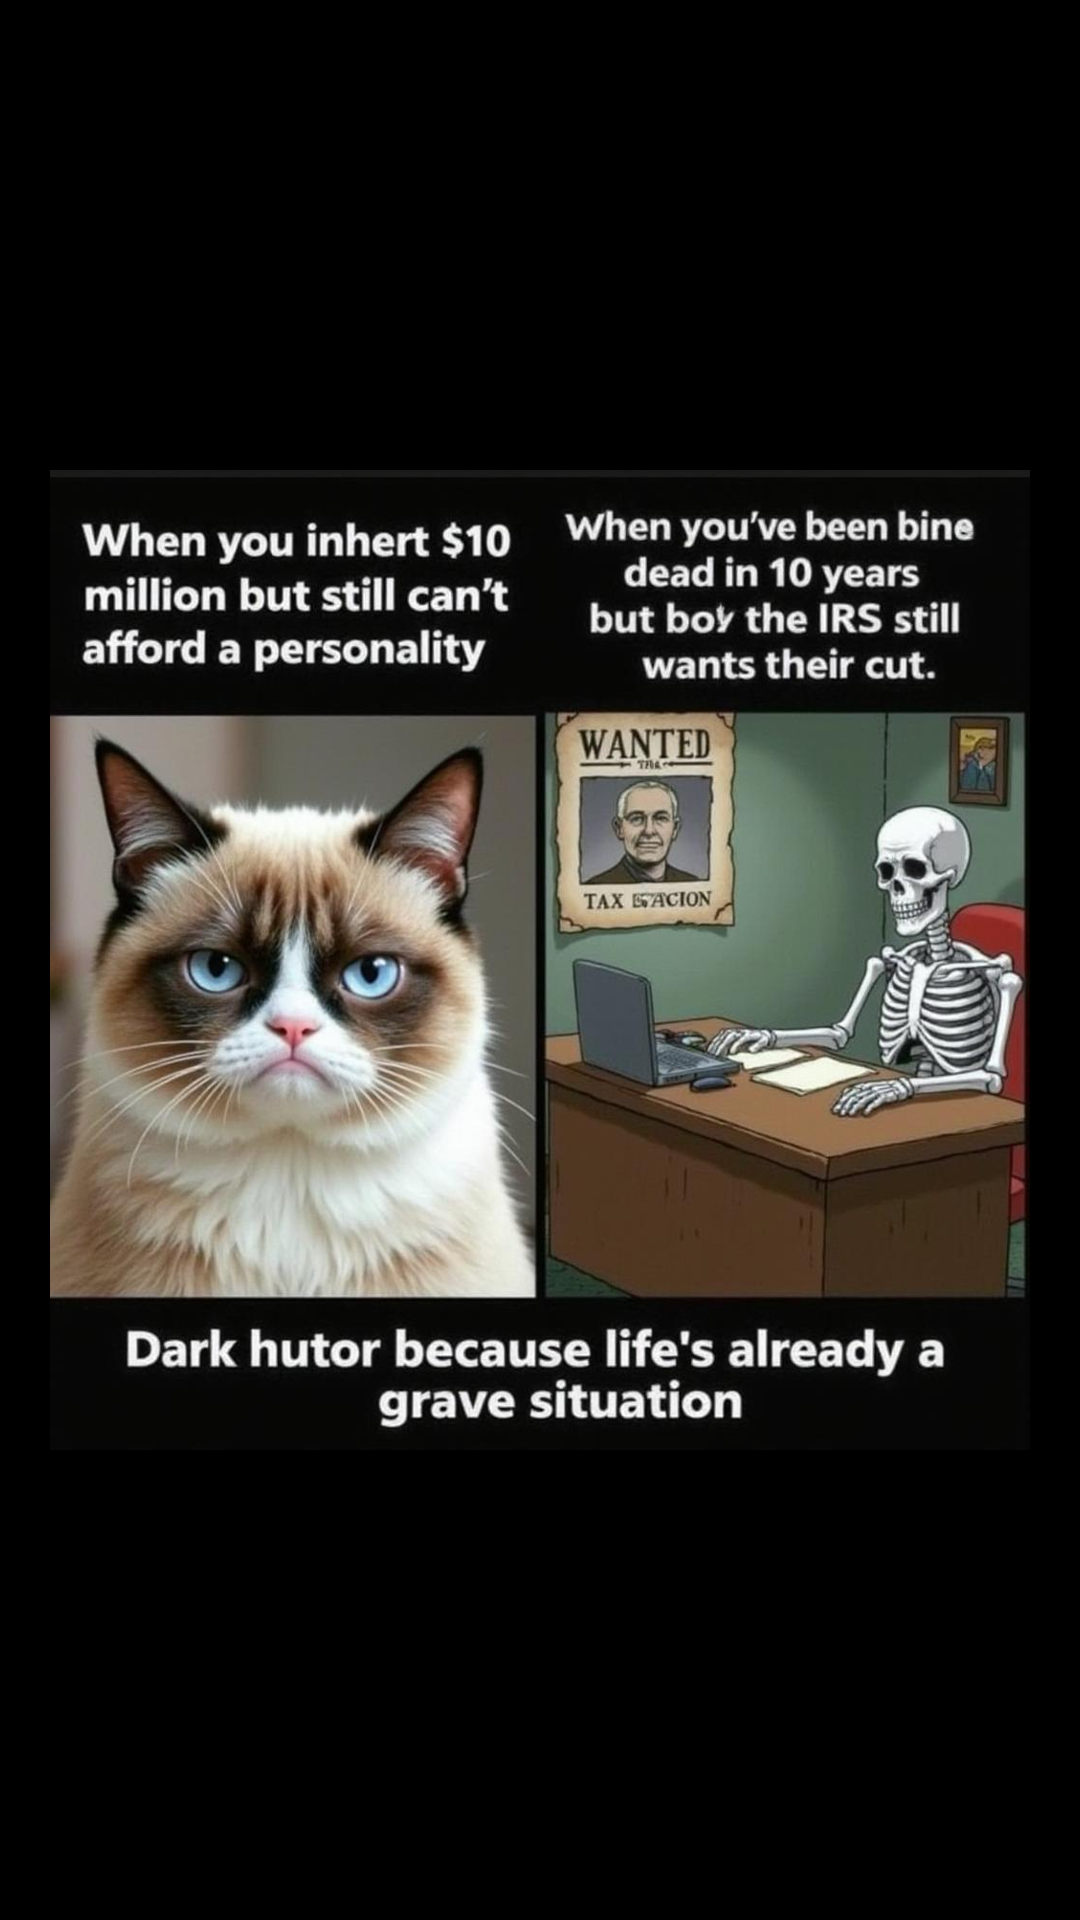 When you inhert $10
million but still can't
afford a personality
When you've been bine
dead in 10 years
but boy the IRS still
wants their cut.
WANTED
TAX
Dark hutor because life's already a
grave situation